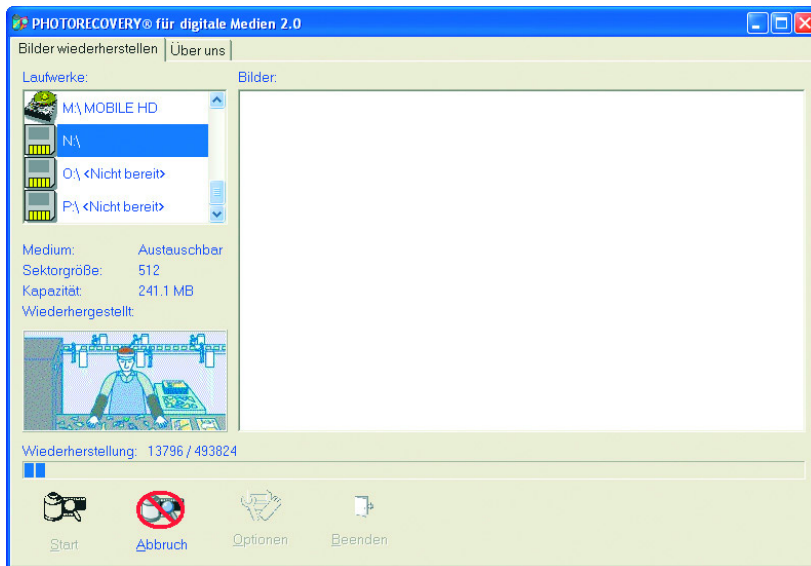 PHOTORECOVERY® für digitale Medien 2.0
Bilder wiederherstellen Über uns
Laufwerke: Bilder:
M:\ MOBILE HD
N:\
O:\ <Nicht bereit>
P:\ <Nicht bereit>
Medium: Austauschbar
Sektorgröße: 512
Kapazität: 241.1 MB
Wiederhergestellt:
Wiederherstellung: 13796 / 493824
Start Abbruch Optionen Beenden